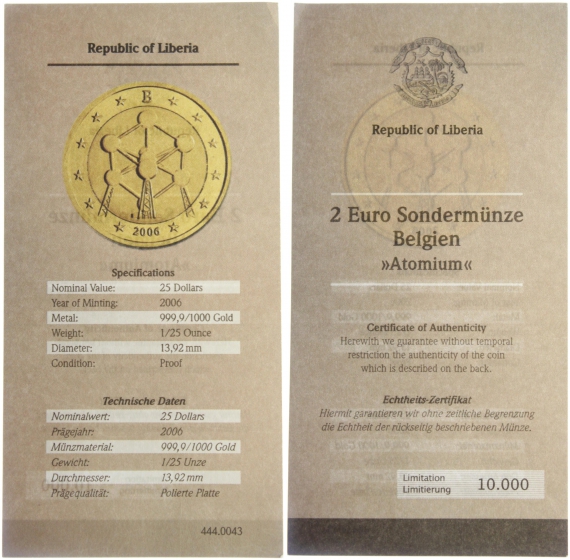 Republic of Liberia
B
2006
Specifications
Nominal Value: 25 Dollars
Year of Minting: 2006
Metal: 999,9/1000 Gold
Weight: 1/25 Ounce
Diameter: 13,92 mm
Condition: Proof
Technische Daten
Nominalwert: 25 Dollars
Prägejahr: 2006
Münzmaterial: 999,9/1000 Gold
Gewicht: 1/25 Unze
Durchmesser: 13,92 mm
Prägequalität: Polierte Platte
444.0043
Republic of Liberia
2 Euro Sondermünze
Belgien
»Atomium«
Certificate of Authenticity
Herewith we guarantee without temporal
restriction the authenticity of the coin
which is described on the back.
Echtheits-Zertifikat
Hiermit garantieren wir ohne zeitliche Begrenzung
die Echtheit der rückseitig beschriebenen Münze.
Limitation
Limitierung 10.000